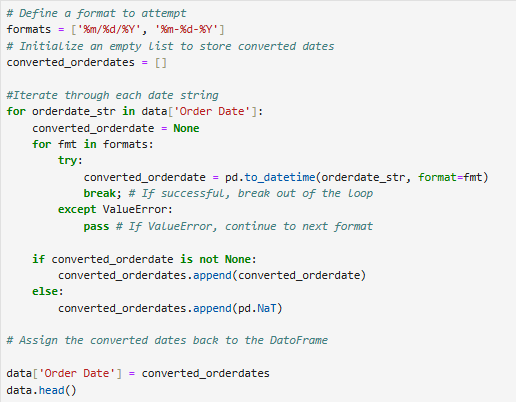 # Define a format to attempt
formats = ['%m/%d/%Y', '%m-%d-%Y']
# Initialize an empty list to store converted dates
converted_orderdates = []

#Iterate through each date string
for orderdate_str in data['Order Date']:
    converted_orderdate = None
    for fmt in formats:
        try:
            converted_orderdate = pd.to_datetime(orderdate_str, format=fmt)
            break; # If successful, break out of the loop
        except ValueError:
            pass # If ValueError, continue to next format

    if converted_orderdate is not None:
        converted_orderdates.append(converted_orderdate)
    else:
        converted_orderdates.append(pd.NaT)

# Assign the converted dates back to the DatoFrame

data['Order Date'] = converted_orderdates
data.head()